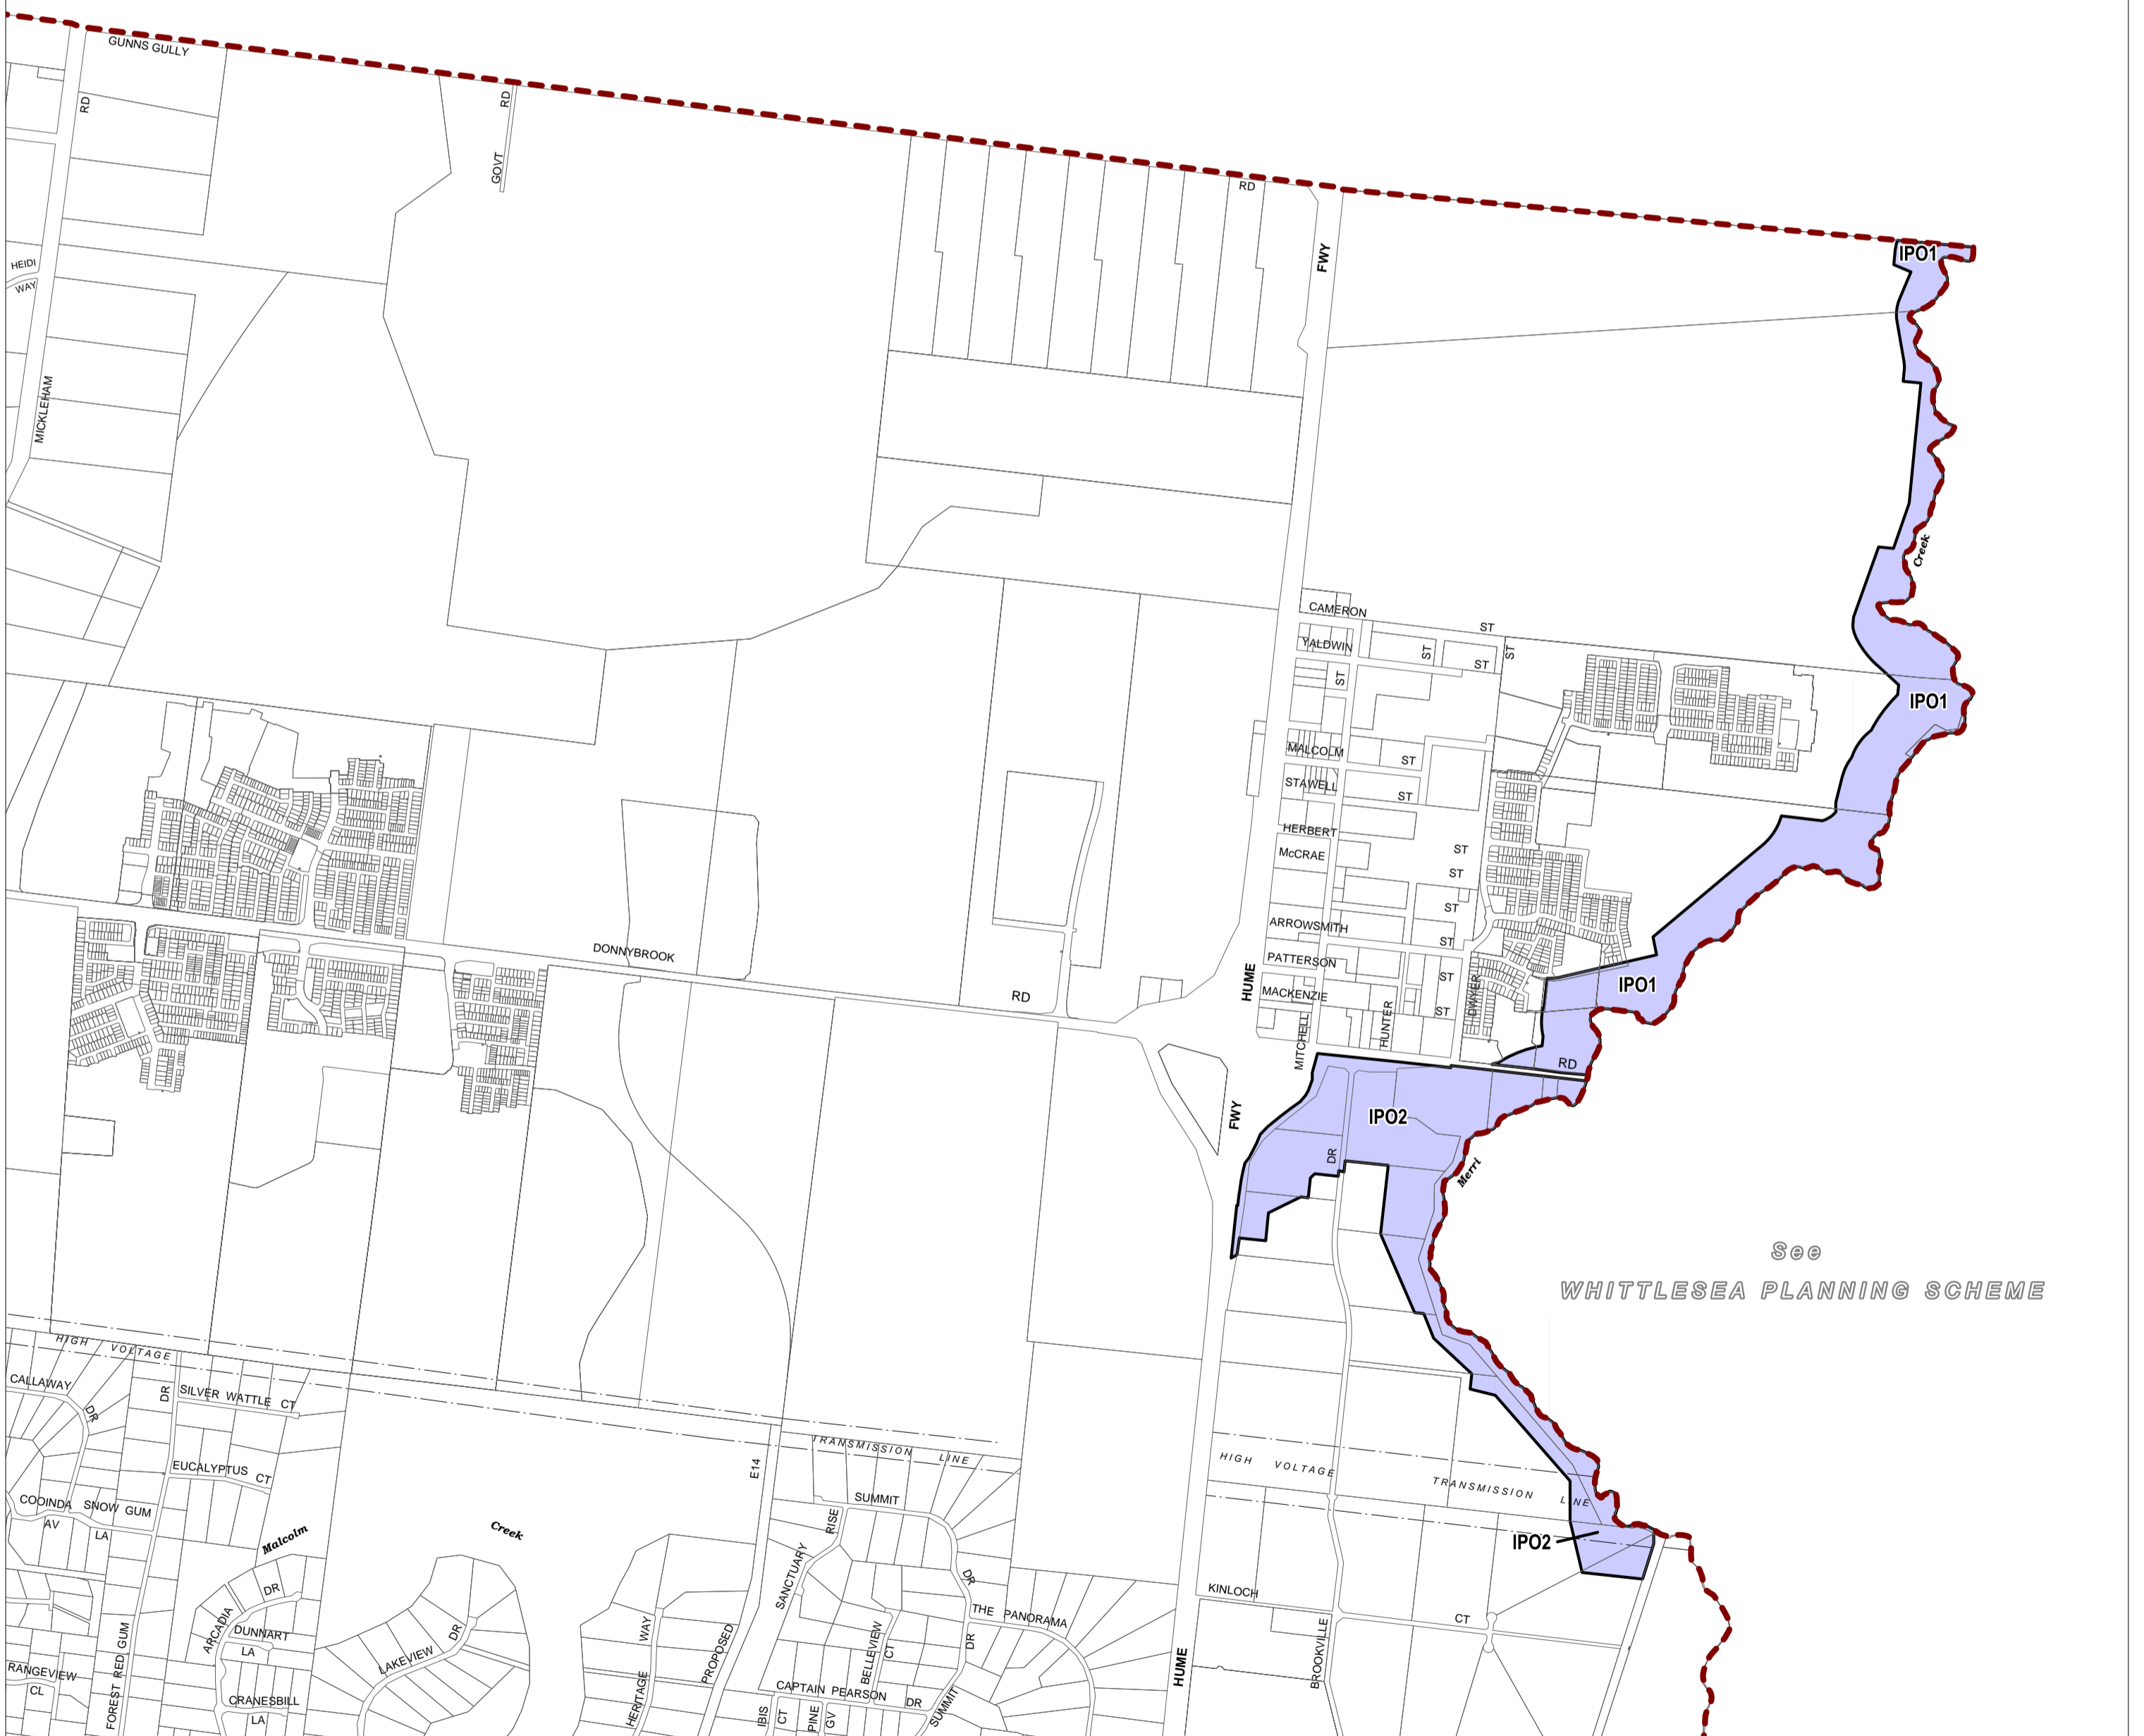 GUNNS GULLY
RD
RD
GOVT
RD
FWY
IPO1
HEIDI
WAY
MICKLEHAM
Creek
CAMERON
ST
YALDWIN
ST
ST
ST
ST
IPO1
MALCOLM
ST
STAWELL
ST
HERBERT
McCRAE
ST
ST
ST
ARROWSMITH
ST
DONNYBROOK
PATTERSON
ST
HUME
IPO1
MACKENZIE
DWYER
RD
ST
MITCHELL
HUNTER
RD
FWY
IPO2
DR
Merri
See
WHITTLESEA PLANNING SCHEME
HIGH VOLTAGE
CALLAWAY
DR
DR
SILVER WATTLE CT
TRANSMISSION LINE
HIGH VOLTAGE
TRANSMISSION LINE
EUCALYPTUS CT
E14
COOINDA
AV
SNOW GUM
LA
SUMMIT
RISE
DR
Malcolm
Creek
SANCTUARY
IPO2
KINLOCH
CT
ARCADIA
DR
DUNNART
LA
LAKEVIEW
DR
WAY
HERITAGE
PROPOSED
BELLEVIEW
CT
THE PANORAMA
DR
HUME
BROOKVILLE
RANGEVIEW
CL
FOREST RED GUM
CRANESBILL
LA
CAPTAIN PEARSON
DR
SUMMIT
IBIS
CT
PINE
GV